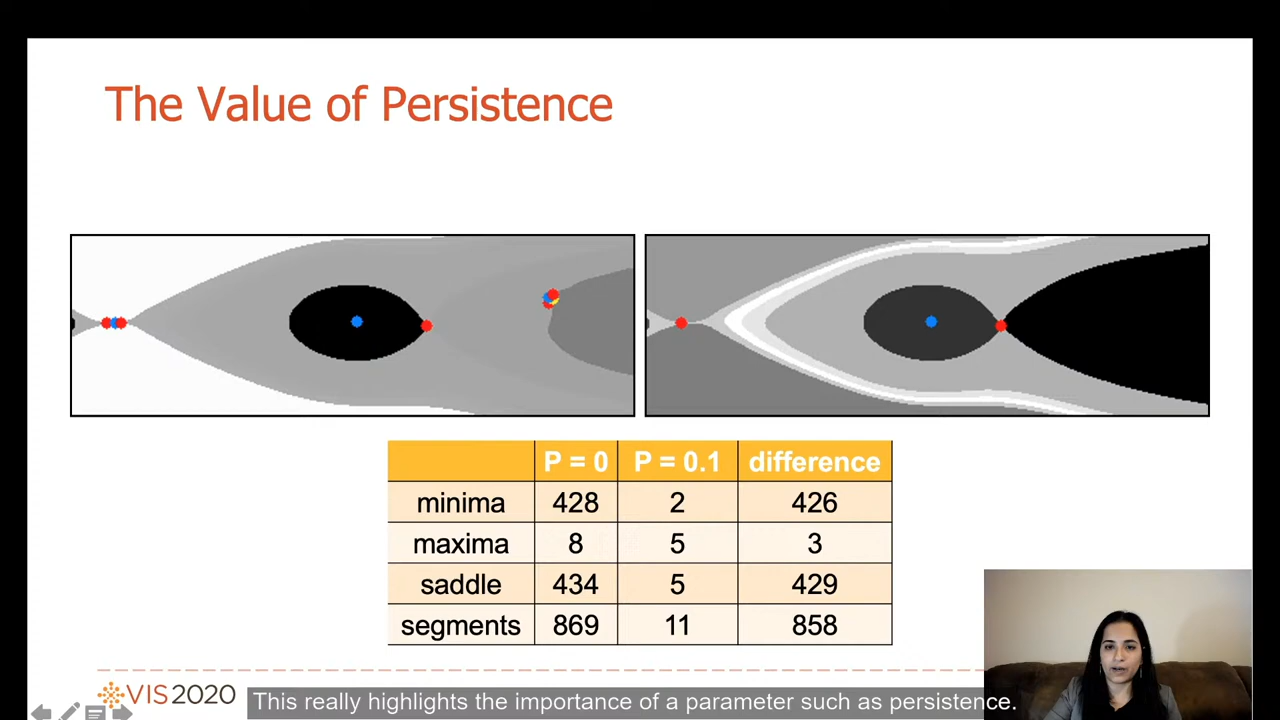 The Value of Persistence
P = 0 P = 0.1 difference
minima 428 2 426
maxima 8 5 3
saddle 434 5 429
segments 869 11 858
VIS2020
This really highlights the importance of a parameter such as persistence.